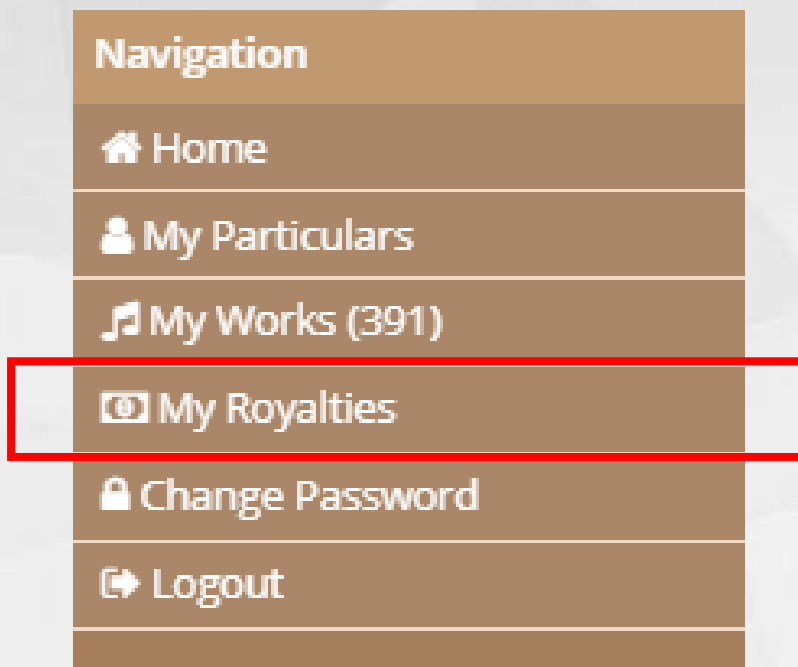 Navigation
Home
My Particulars
My Works (391)
My Royalties
Change Password
Logout